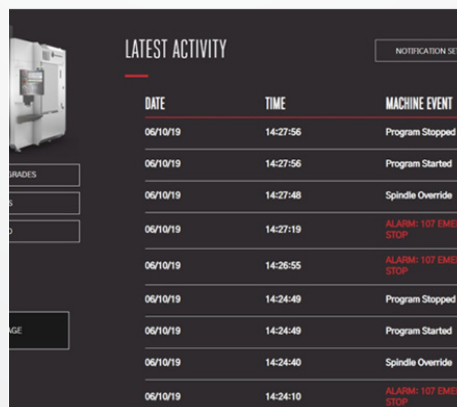 LATEST ACTIVITY
NOTIFICATION SE
DATE TIME MACHINE EVENT
06/10/19 14:27:56 Program Stopped
06/10/19 14:27:56 Program Started
GRADES
06/10/19 14:27:48 Spindle Override
S
06/10/19 14:27:19 ALARM: 107 EME
STOP
O
06/10/19 14:26:55 ALARM: 107 EME
STOP
06/10/19 14:24:49 Program Stopped
06/10/19 14:24:49 Program Started
AGE
06/10/19 14:24:40 Spindle Override
06/10/19 14:24:10 ALARM: 107 EME
STOP